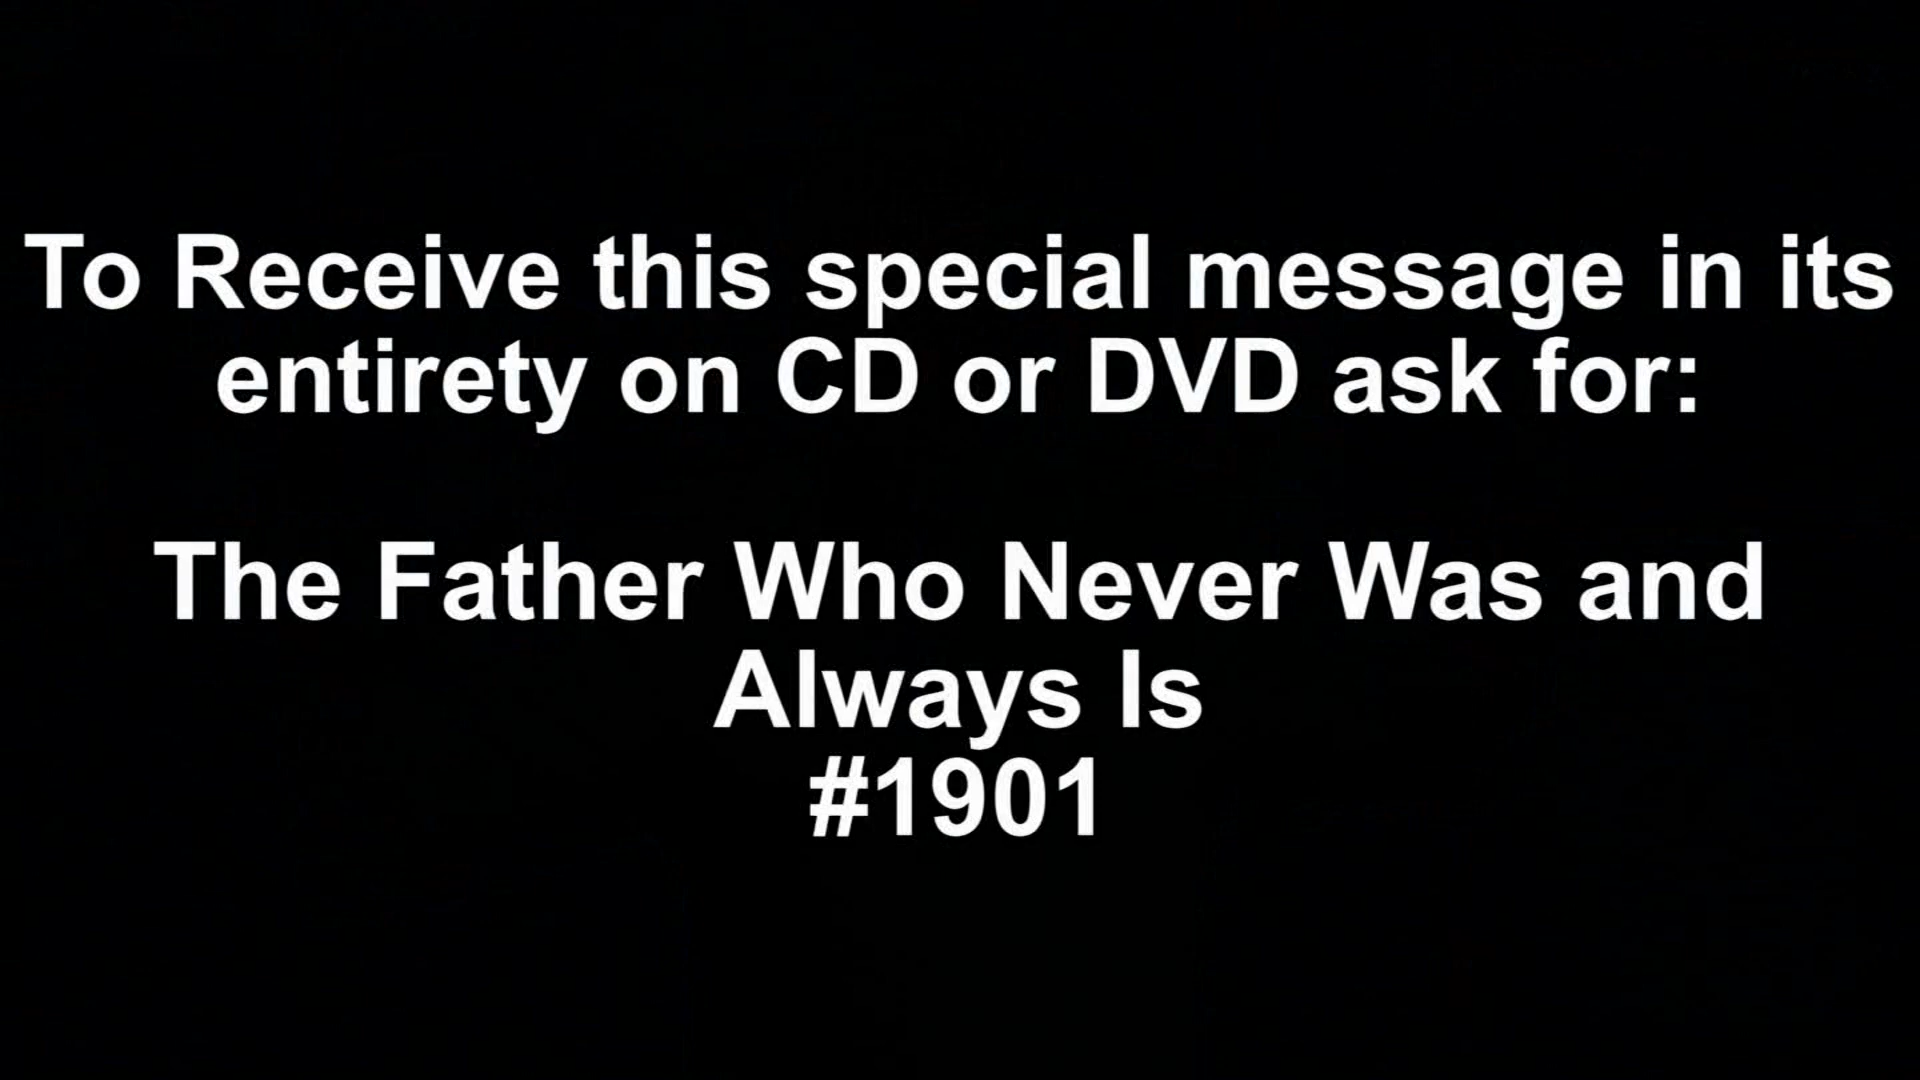 To Receive this special message in its
entirety on CD or DVD ask for:
The Father Who Never Was and
Always Is
#1901